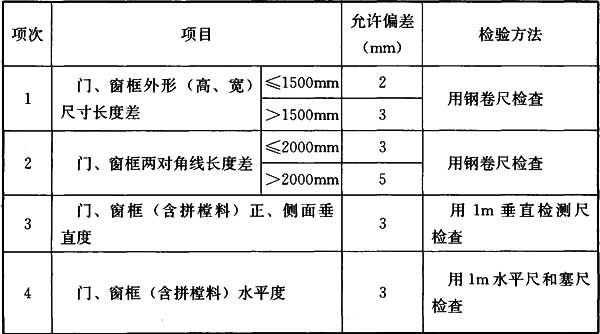 项次 项目 允许偏差 检验方法
（mm）
1 门、窗框外形（高、宽） ≤1500mm 2 用钢卷尺检查
尺寸长度差 >1500mm 3
2 门、窗框两对角线长度差 ≤2000mm 3 用钢卷尺检查
>2000mm 5
3 门、窗框（含拼樘料）正、侧面垂 3 用 1m 垂直检测尺
直度 检查
4 门、窗框（含拼樘料）水平度 3 用 1m 水平尺和塞尺
检查